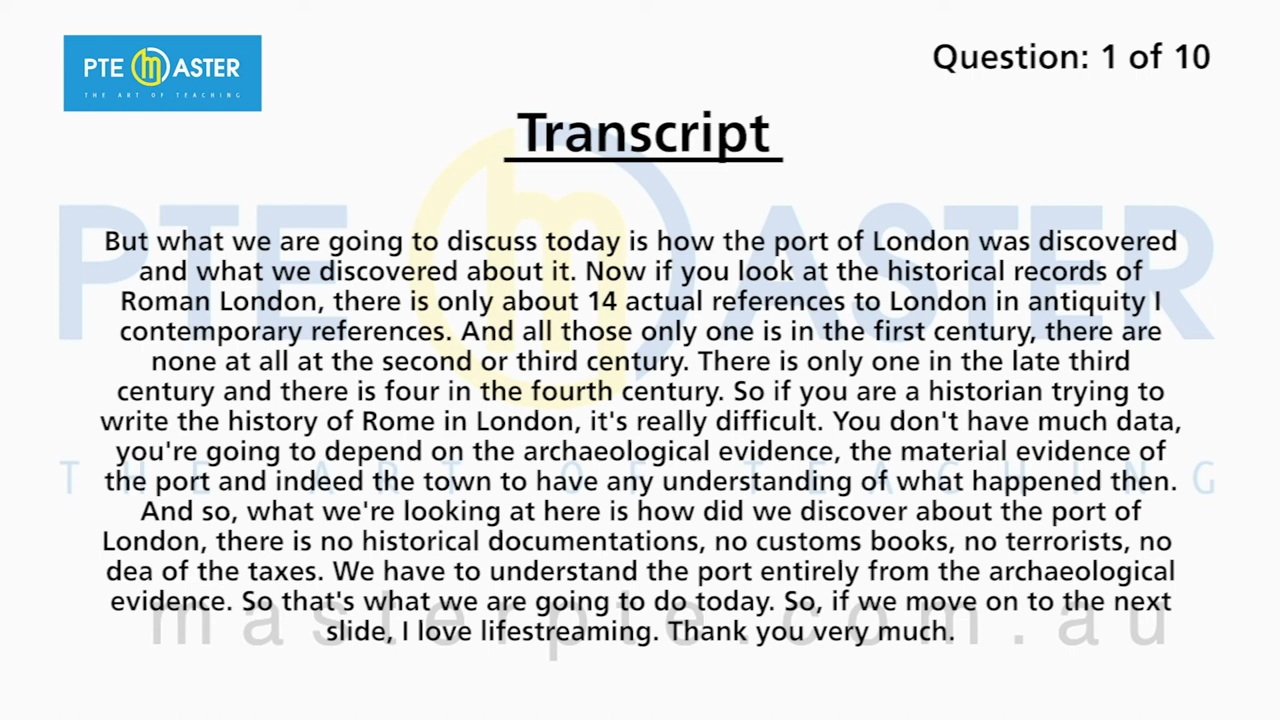 PTE MASTER
THE ART OF TEACHING
Question: 1 of 10
Transcript
But what we are going to discuss today is how the port of London was discovered
and what we discovered about it. Now if you look at the historical records of
Roman London, there is only about 14 actual references to London in antiquity I
contemporary references. And all those only one is in the first century, there are
none at all at the second or third century. There is only one in the late third
century and there is four in the fourth century. So if you are a historian trying to
write the history of Rome in London, it's really difficult. You don't have much data,
you're going to depend on the archaeological evidence, the material evidence of
the port and indeed the town to have any understanding of what happened then.
And so, what we're looking at here is how did we discover about the port of
London, there is no historical documentations, no customs books, no terrorists, no
dea of the taxes. We have to understand the port entirely from the archaeological
evidence. So that's what we are going to do today. So, if we move on to the next
slide, I love lifestreaming. Thank you very much.
PTE MASTER
THE ART OF TEACHING
masterpte.com.au